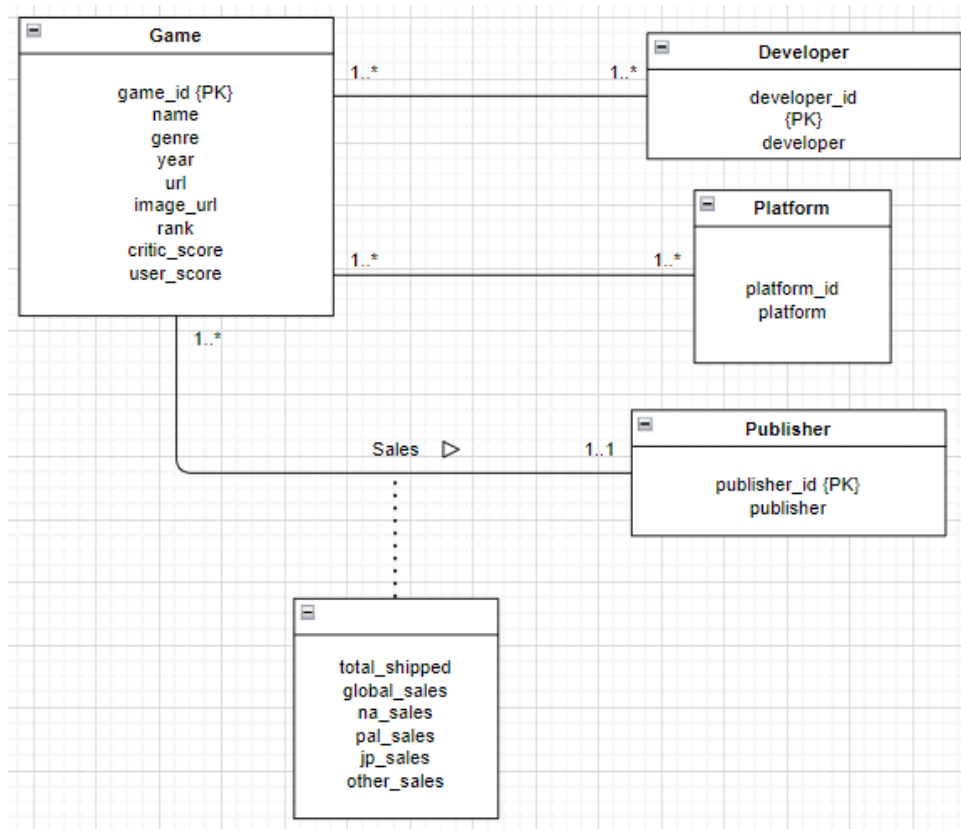 Game
game_id {PK}
name
genre
year
url
image_url
rank
critic_score
user_score
1..*
1..*
Developer
developer_id
{PK}
developer
1..*
1..*
Platform
platform_id
platform
1..*
Sales
1..1
Publisher
publisher_id {PK}
publisher
total_shipped
global_sales
na_sales
pal_sales
jp_sales
other_sales